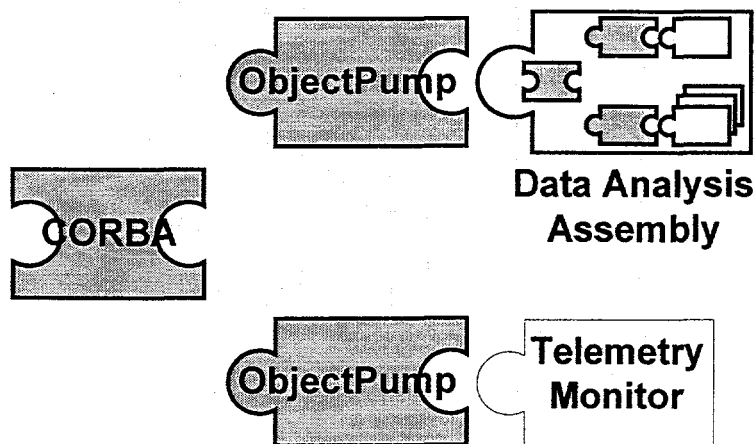 ObjectPump
Data Analysis
Assembly
CORBA
ObjectPump
Telemetry
Monitor